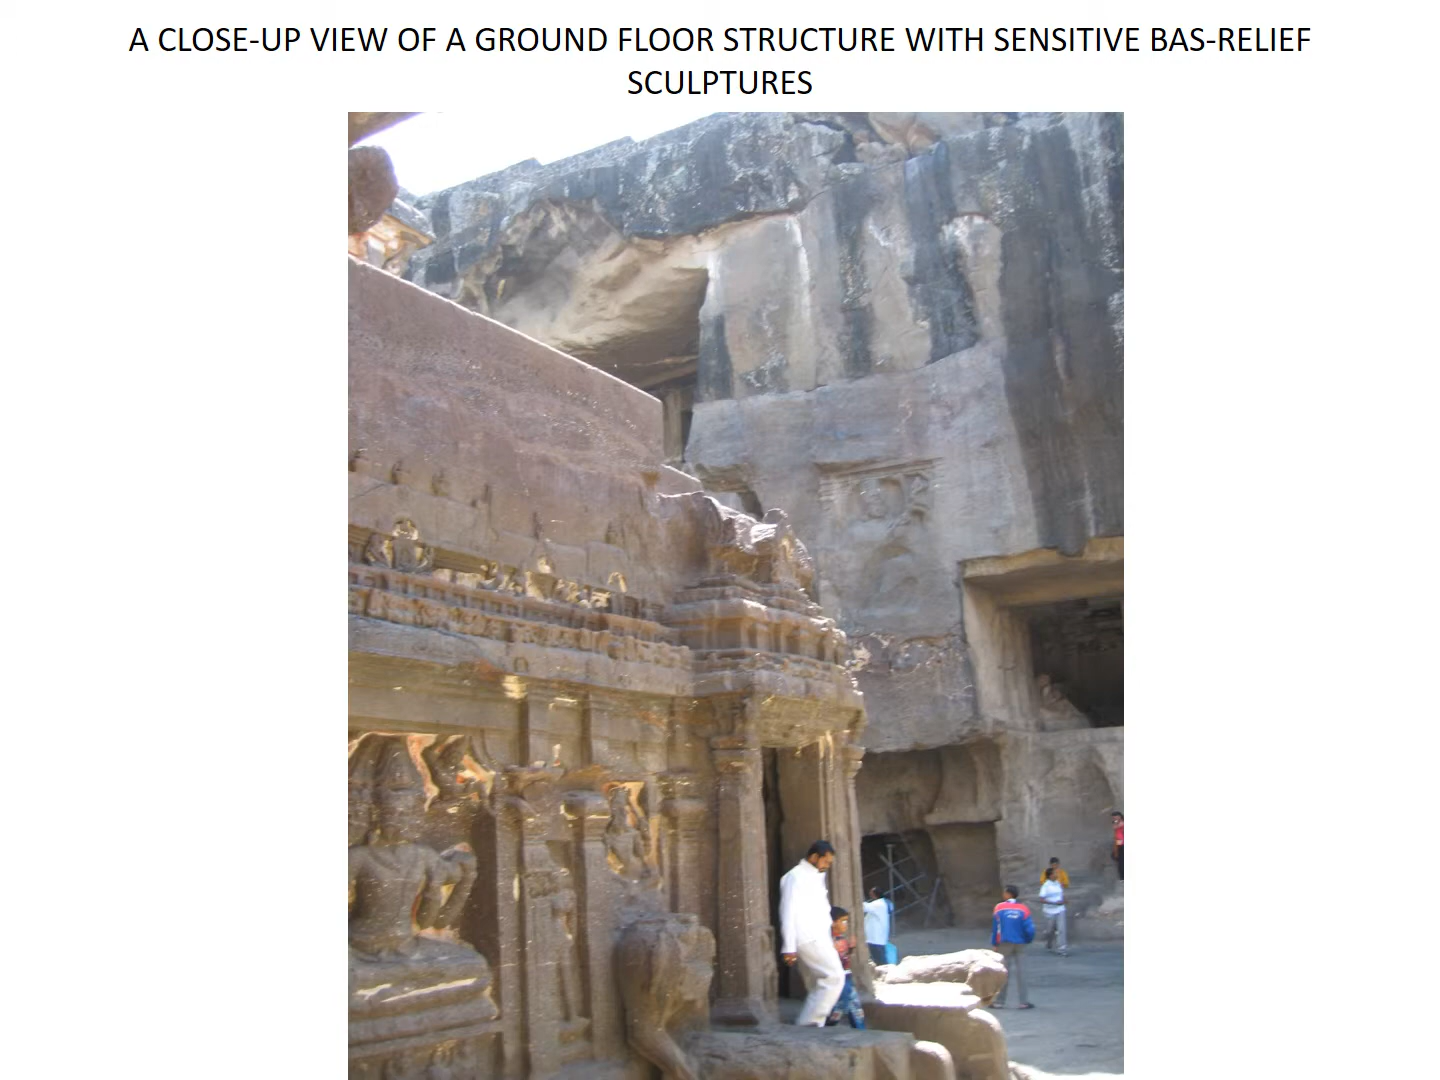 A CLOSE-UP VIEW OF A GROUND FLOOR STRUCTURE WITH SENSITIVE BAS-RELIEF
SCULPTURES